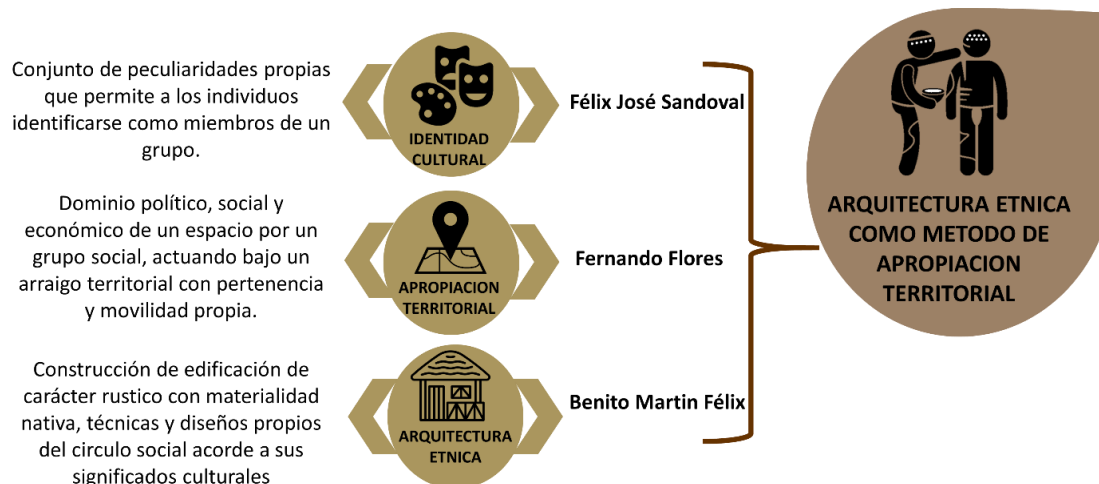 Conjunto de peculiaridades propias
que permite a los individuos
identificarse como miembros de un
grupo.
IDENTIDAD
CULTURAL
Félix José Sandoval
Dominio político, social y
económico de un espacio por un
grupo social, actuando bajo un
arraigo territorial con pertenencia
y movilidad propia.
APROPIACION
TERRITORIAL
Fernando Flores
Construcción de edificación de
carácter rustico con materialidad
nativa, técnicas y diseños propios
del circulo social acorde a sus
significados culturales
ARQUITECTURA
ETNICA
Benito Martin Félix
ARQUITECTURA ETNICA
COMO METODO DE
APROPIACION
TERRITORIAL